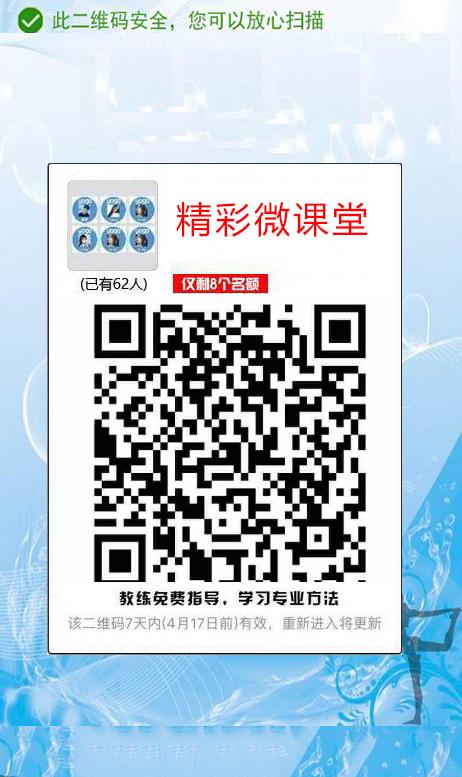 此二维码安全，您可以放心扫描
精彩微课堂
(已有62人)
仅剩8个名额
教练免费指导，学习专业方法
该二维码7天内(4月17日前)有效，重新进入将更新